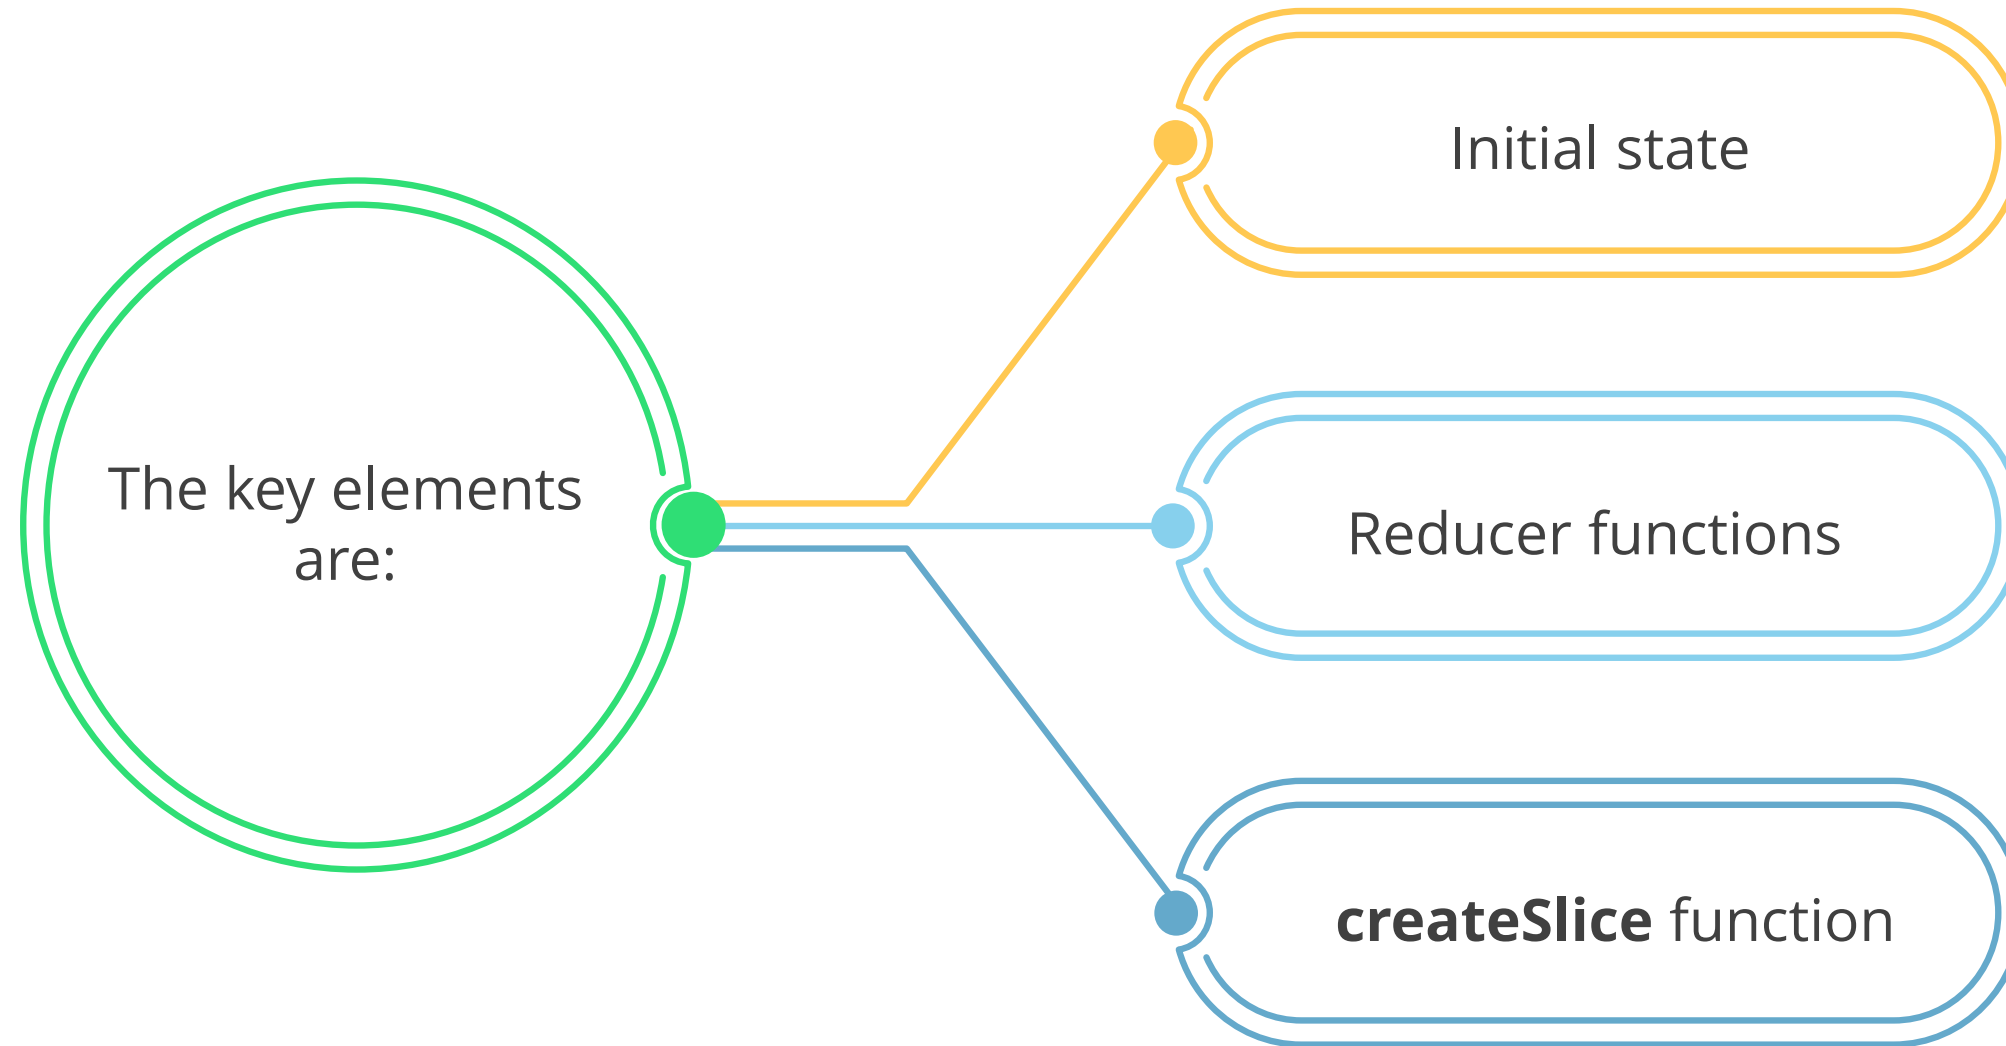 The key elements
are:
Initial state
Reducer functions
createSlice function